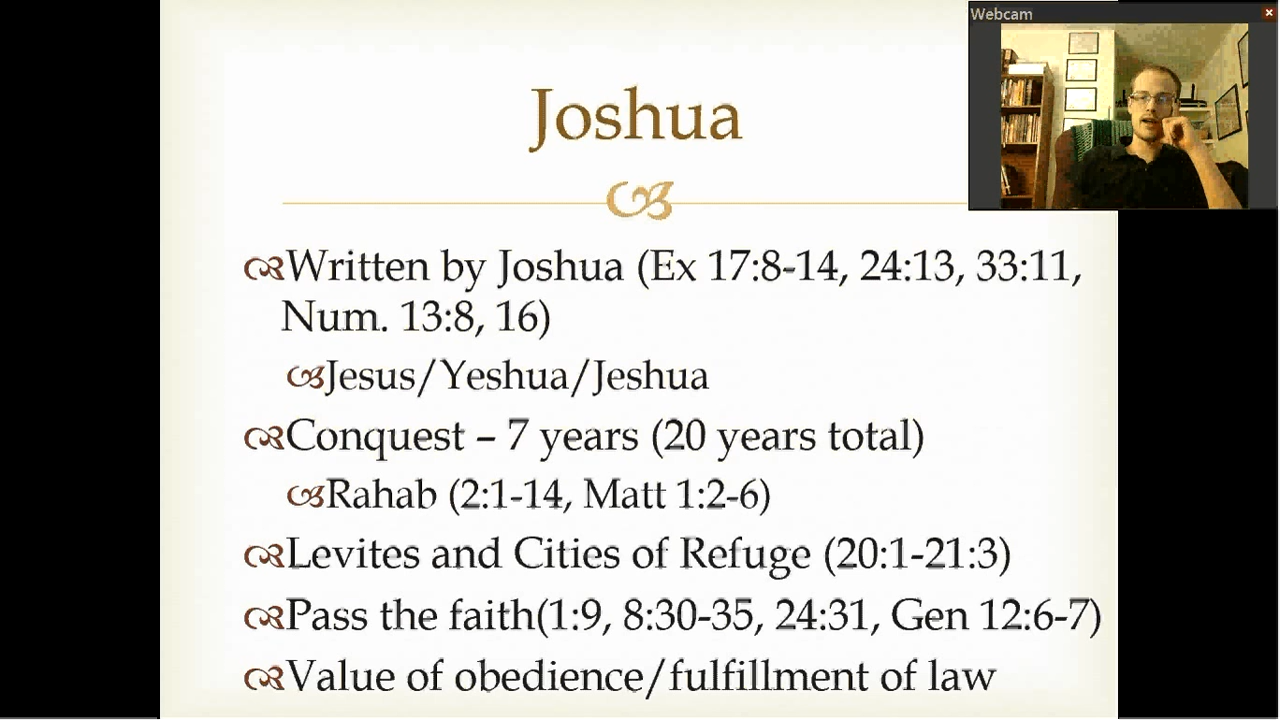 Webcam
Joshua
Written by Joshua (Ex 17:8-14, 24:13, 33:11,
Num. 13:8, 16)
Jesus/Yeshua/Jeshua
Conquest – 7 years (20 years total)
Rahab (2:1-14, Matt 1:2-6)
Levites and Cities of Refuge (20:1-21:3)
Pass the faith(1:9, 8:30-35, 24:31, Gen 12:6-7)
Value of obedience/fulfillment of law